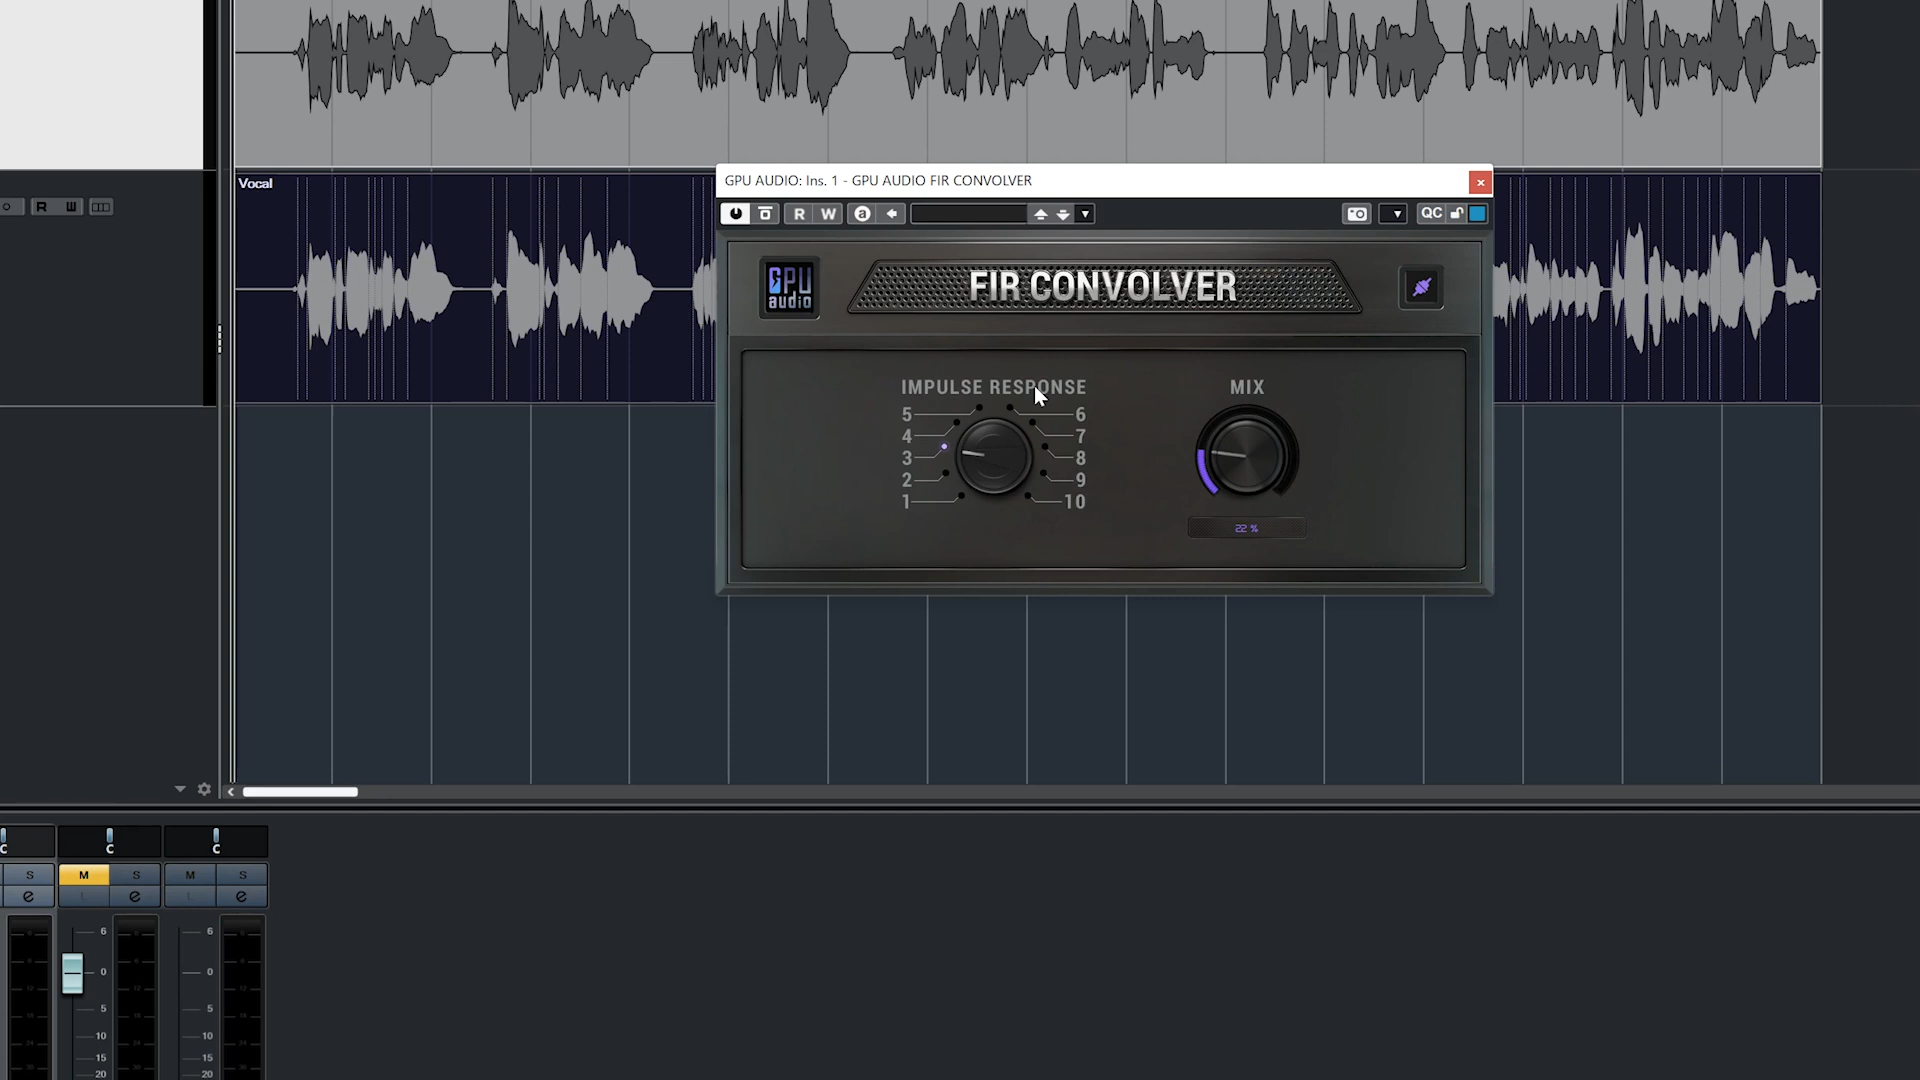 Vocal
R W
GPU AUDIO: Ins. 1 - GPU AUDIO FIR CONVOLVER
R W a QC
GPU audio
FIR CONVOLVER
IMPULSE RESPONSE
MIX
5 6
4 7
3 8
2 9
1 10
22 %
C C C
S M S M S
e L e L e
6 6
0 0
5 5
10 10
15 15
20 20